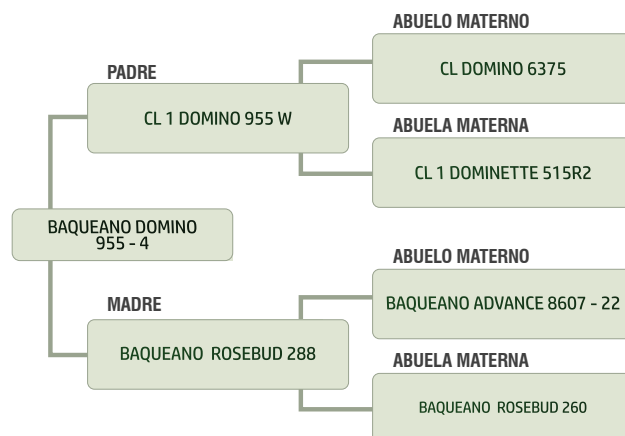 ABUELO MATERNO
CL DOMINO 6375
PADRE
CL 1 DOMINO 955 W
ABUELA MATERNA
CL 1 DOMINETTE 515R2
BAQUEANO DOMINO
955 - 4
ABUELO MATERNO
BAQUEANO ADVANCE 8607 - 22
MADRE
BAQUEANO ROSEBUD 288
ABUELA MATERNA
BAQUEANO ROSEBUD 260